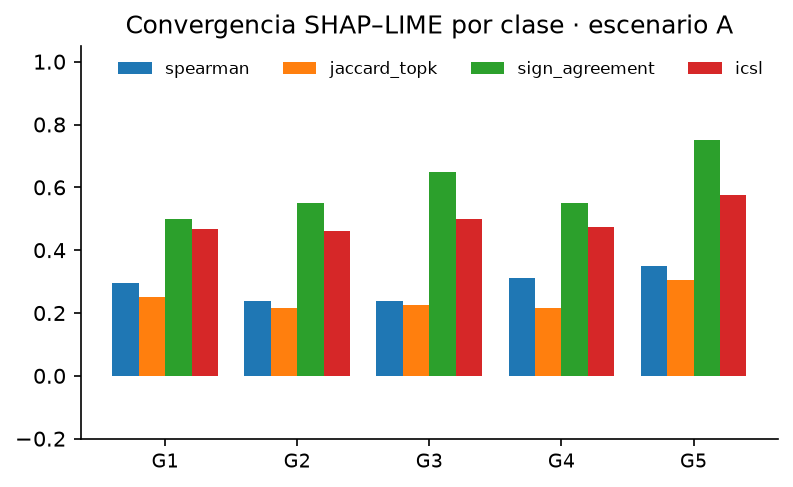 Convergencia SHAP–LIME por clase · escenario A
spearman jaccard_topk sign_agreement icsl
1.0
0.8
0.6
0.4
0.2
0.0
−0.2
G1 G2 G3 G4 G5